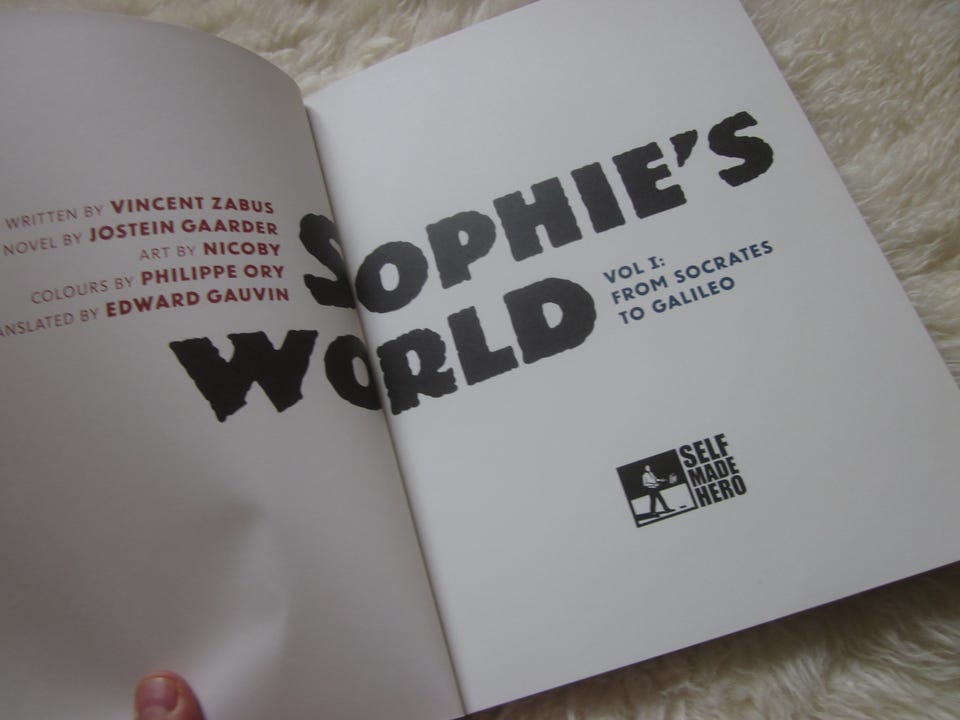 WRITTEN BY VINCENT ZABUS
NOVEL BY JOSTEIN GAARDER
ART BY NICOBY
COLOURS BY PHILIPPE ORY
ANSLATED BY EDWARD GAUVIN
SOPHIE'S
WORLD
VOL I:
FROM SOCRATES
TO GALILEO
SELF
MADE
HERO